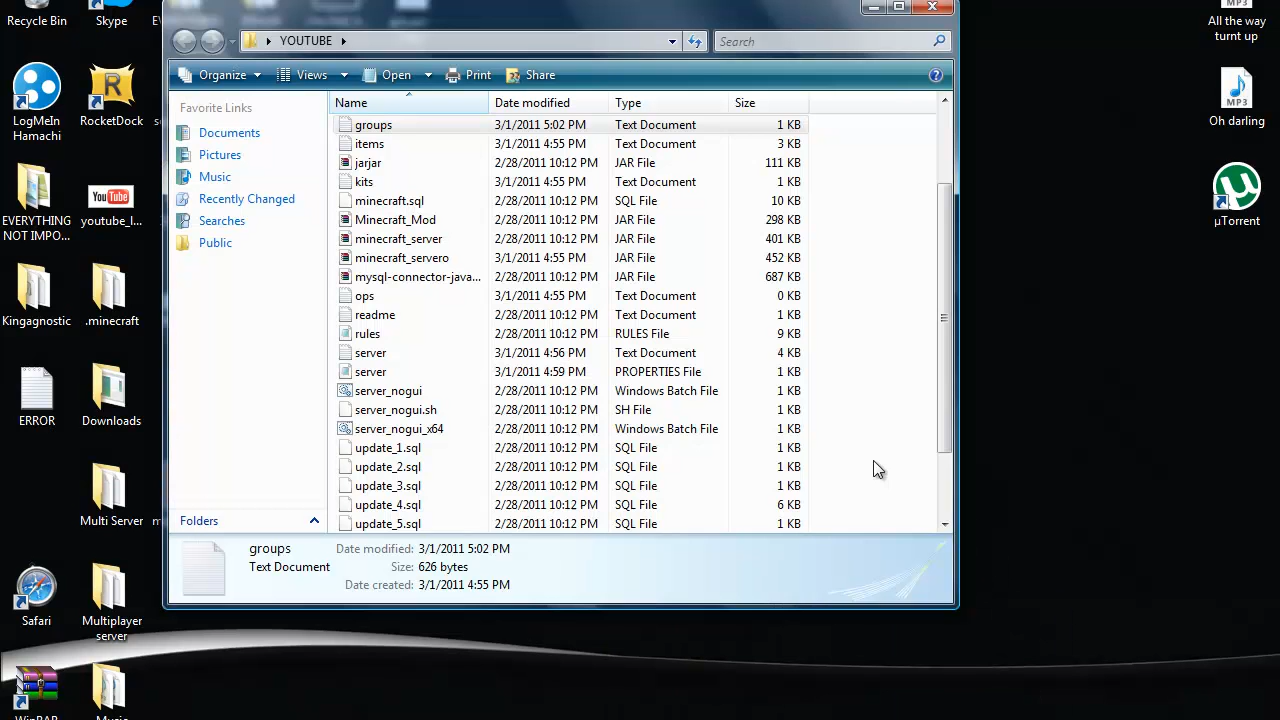 Recycle Bin
Skype
LogMeIn
Hamachi
RocketDock
EVERYTHING
NOT IMPO...
You Tube
youtube_l...
Kingagnostic
.minecraft
ERROR
Downloads
Multi Server
Safari
Multiplayer
server
WinRAR
Music
YOUTUBE
Search
Organize
Views
Open
Print
Share
Favorite Links
Documents
Pictures
Music
Recently Changed
Searches
Public
Folders
Name Date modified Type Size
groups 3/1/2011 5:02 PM Text Document 1 KB
items 3/1/2011 4:55 PM Text Document 3 KB
jarjar 2/28/2011 10:12 PM JAR File 111 KB
kits 3/1/2011 4:55 PM Text Document 1 KB
minecraft.sql 2/28/2011 10:12 PM SQL File 10 KB
Minecraft_Mod 2/28/2011 10:12 PM JAR File 298 KB
minecraft_server 2/28/2011 10:12 PM JAR File 401 KB
minecraft_servero 3/1/2011 4:55 PM JAR File 452 KB
mysql-connector-java... 2/28/2011 10:12 PM JAR File 687 KB
ops 3/1/2011 4:55 PM Text Document 0 KB
readme 2/28/2011 10:12 PM Text Document 1 KB
rules 2/28/2011 10:12 PM RULES File 9 KB
server 3/1/2011 4:56 PM Text Document 4 KB
server 3/1/2011 4:59 PM PROPERTIES File 1 KB
server_nogui 2/28/2011 10:12 PM Windows Batch File 1 KB
server_nogui.sh 2/28/2011 10:12 PM SH File 1 KB
server_nogui_x64 2/28/2011 10:12 PM Windows Batch File 1 KB
update_1.sql 2/28/2011 10:12 PM SQL File 1 KB
update_2.sql 2/28/2011 10:12 PM SQL File 1 KB
update_3.sql 2/28/2011 10:12 PM SQL File 1 KB
update_4.sql 2/28/2011 10:12 PM SQL File 6 KB
update_5.sql 2/28/2011 10:12 PM SQL File 1 KB
groups Date modified: 3/1/2011 5:02 PM
Text Document Size: 626 bytes
Date created: 3/1/2011 4:55 PM
MP3
All the way
turnt up
MP3
Oh darling
µTorrent